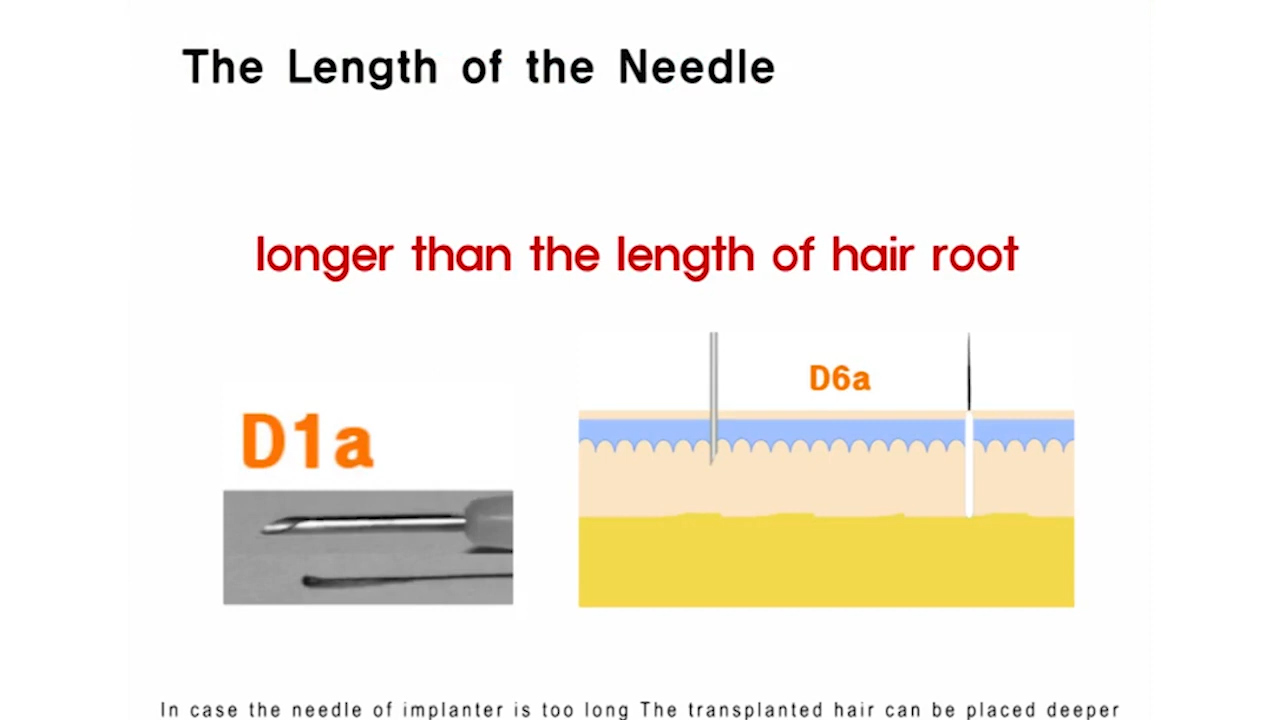 The Length of the Needle
longer than the length of hair root
D6a
D1a
In case the needle of implanter is too long The transplanted hair can be placed deeper